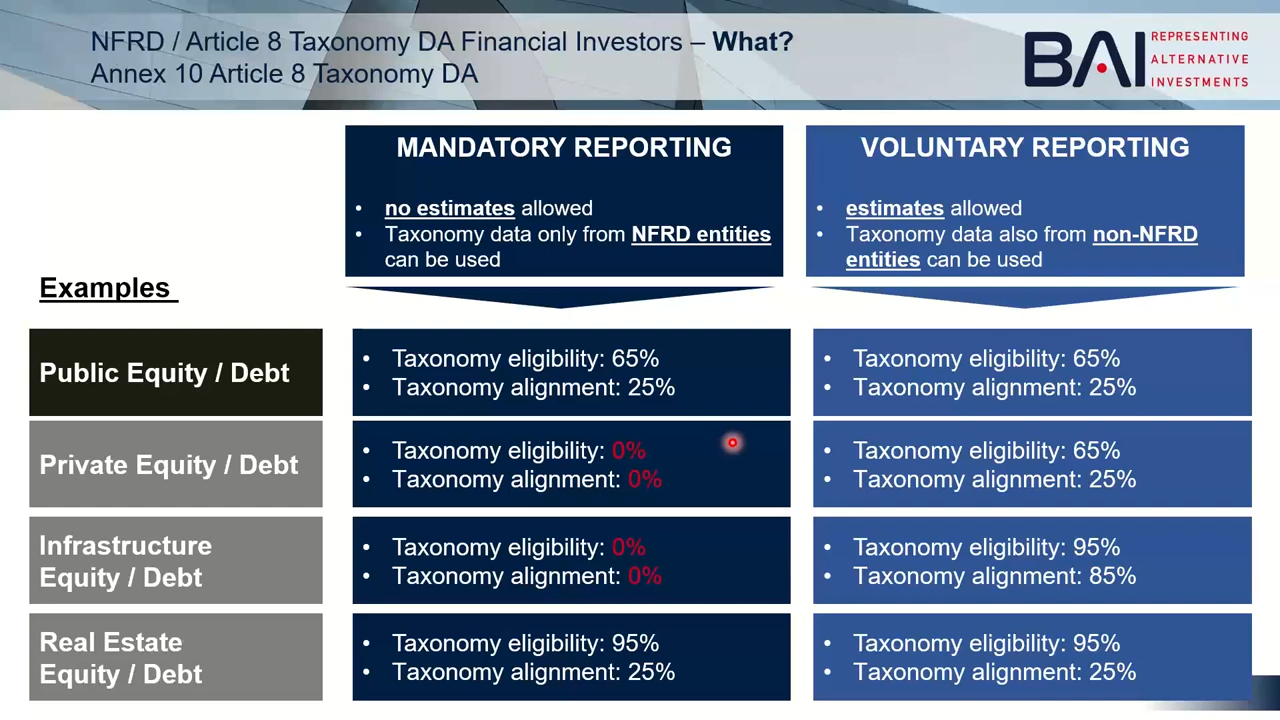 NFRD / Article 8 Taxonomy DA Financial Investors – What?
Annex 10 Article 8 Taxonomy DA
BAI
REPRESENTING
ALTERNATIVE
INVESTMENTS
MANDATORY REPORTING
• no estimates allowed
• Taxonomy data only from NFRD entities
can be used
VOLUNTARY REPORTING
• estimates allowed
• Taxonomy data also from non-NFRD
entities can be used
Examples
Public Equity / Debt
• Taxonomy eligibility: 65%
• Taxonomy alignment: 25%
• Taxonomy eligibility: 65%
• Taxonomy alignment: 25%
Private Equity / Debt
• Taxonomy eligibility: 0%
• Taxonomy alignment: 0%
• Taxonomy eligibility: 65%
• Taxonomy alignment: 25%
Infrastructure
Equity / Debt
• Taxonomy eligibility: 0%
• Taxonomy alignment: 0%
• Taxonomy eligibility: 95%
• Taxonomy alignment: 85%
Real Estate
Equity / Debt
• Taxonomy eligibility: 95%
• Taxonomy alignment: 25%
• Taxonomy eligibility: 95%
• Taxonomy alignment: 25%